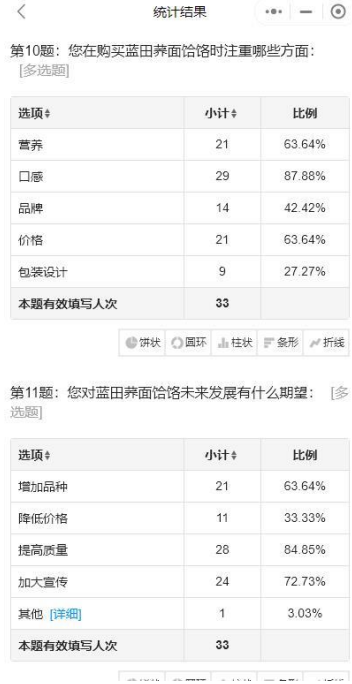 统计结果
第10题：您在购买蓝田荞面饸饹时注重哪些方面：
[多选题]
选项 小计 比例
营养 21 63.64%
口感 29 87.88%
品牌 14 42.42%
价格 21 63.64%
包装设计 9 27.27%
本题有效填写人次 33
饼状 圆环 柱状 条形 折线
第11题：您对蓝田荞面饸饹未来发展有什么期望： [多
选题]
选项 小计 比例
增加品种 21 63.64%
降低价格 11 33.33%
提高质量 28 84.85%
加大宣传 24 72.73%
其他 [详细] 1 3.03%
本题有效填写人次 33